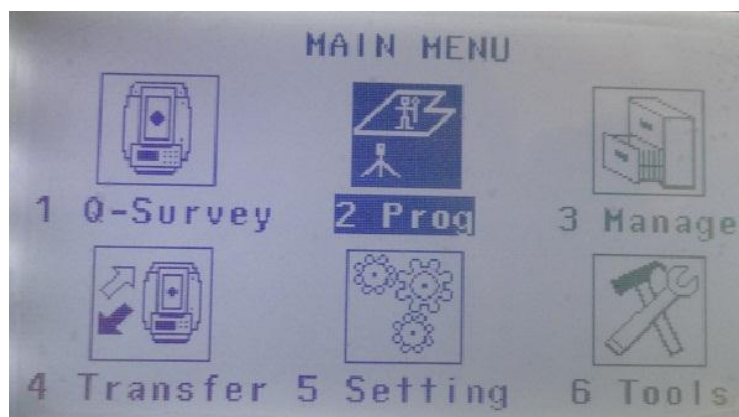 MAIN MENU
1 Q-Survey 2 Prog 3 Manage
4 Transfer 5 Setting 6 Tools